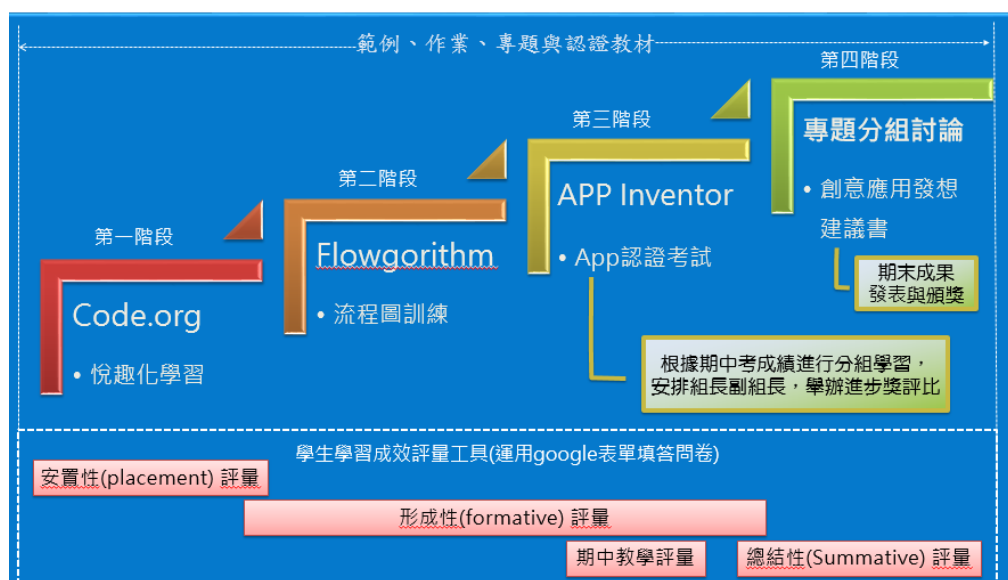 範例、作業、專題與認證教材
第一階段
Code.org
• 悅趣化學習
第二階段
Flowgorithm
• 流程圖訓練
第三階段
APP Inventor
• App認證考試
根據期中考成績進行分組學習，
安排組長副組長，舉辦進步獎評比
第四階段
專題分組討論
• 創意應用發想
建議書
期末成果
發表與頒獎
學生學習成效評量工具(運用google表單填答問卷)
安置性(placement) 評量
形成性(formative) 評量
期中教學評量
總結性(Summative) 評量